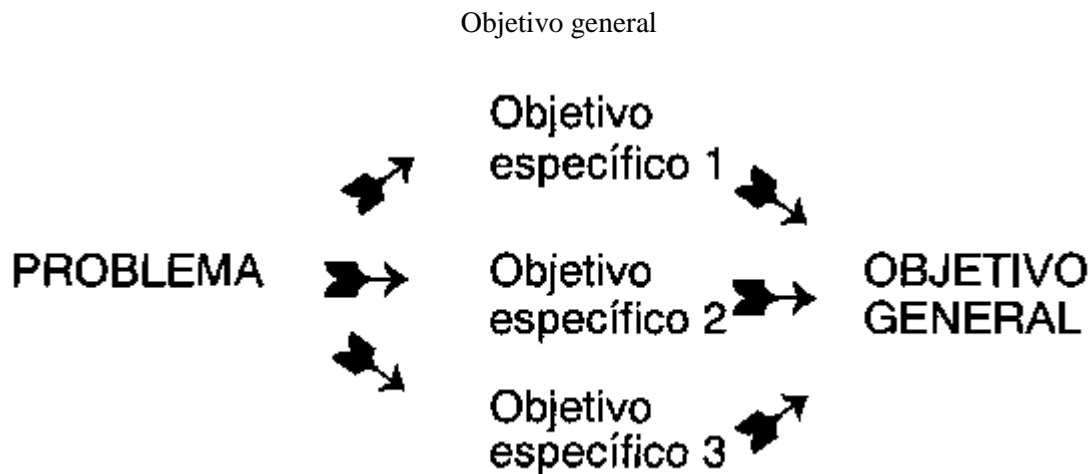 Objetivo general
Objetivo
específico 1
PROBLEMA
Objetivo
específico 2
OBJETIVO
GENERAL
Objetivo
específico 3